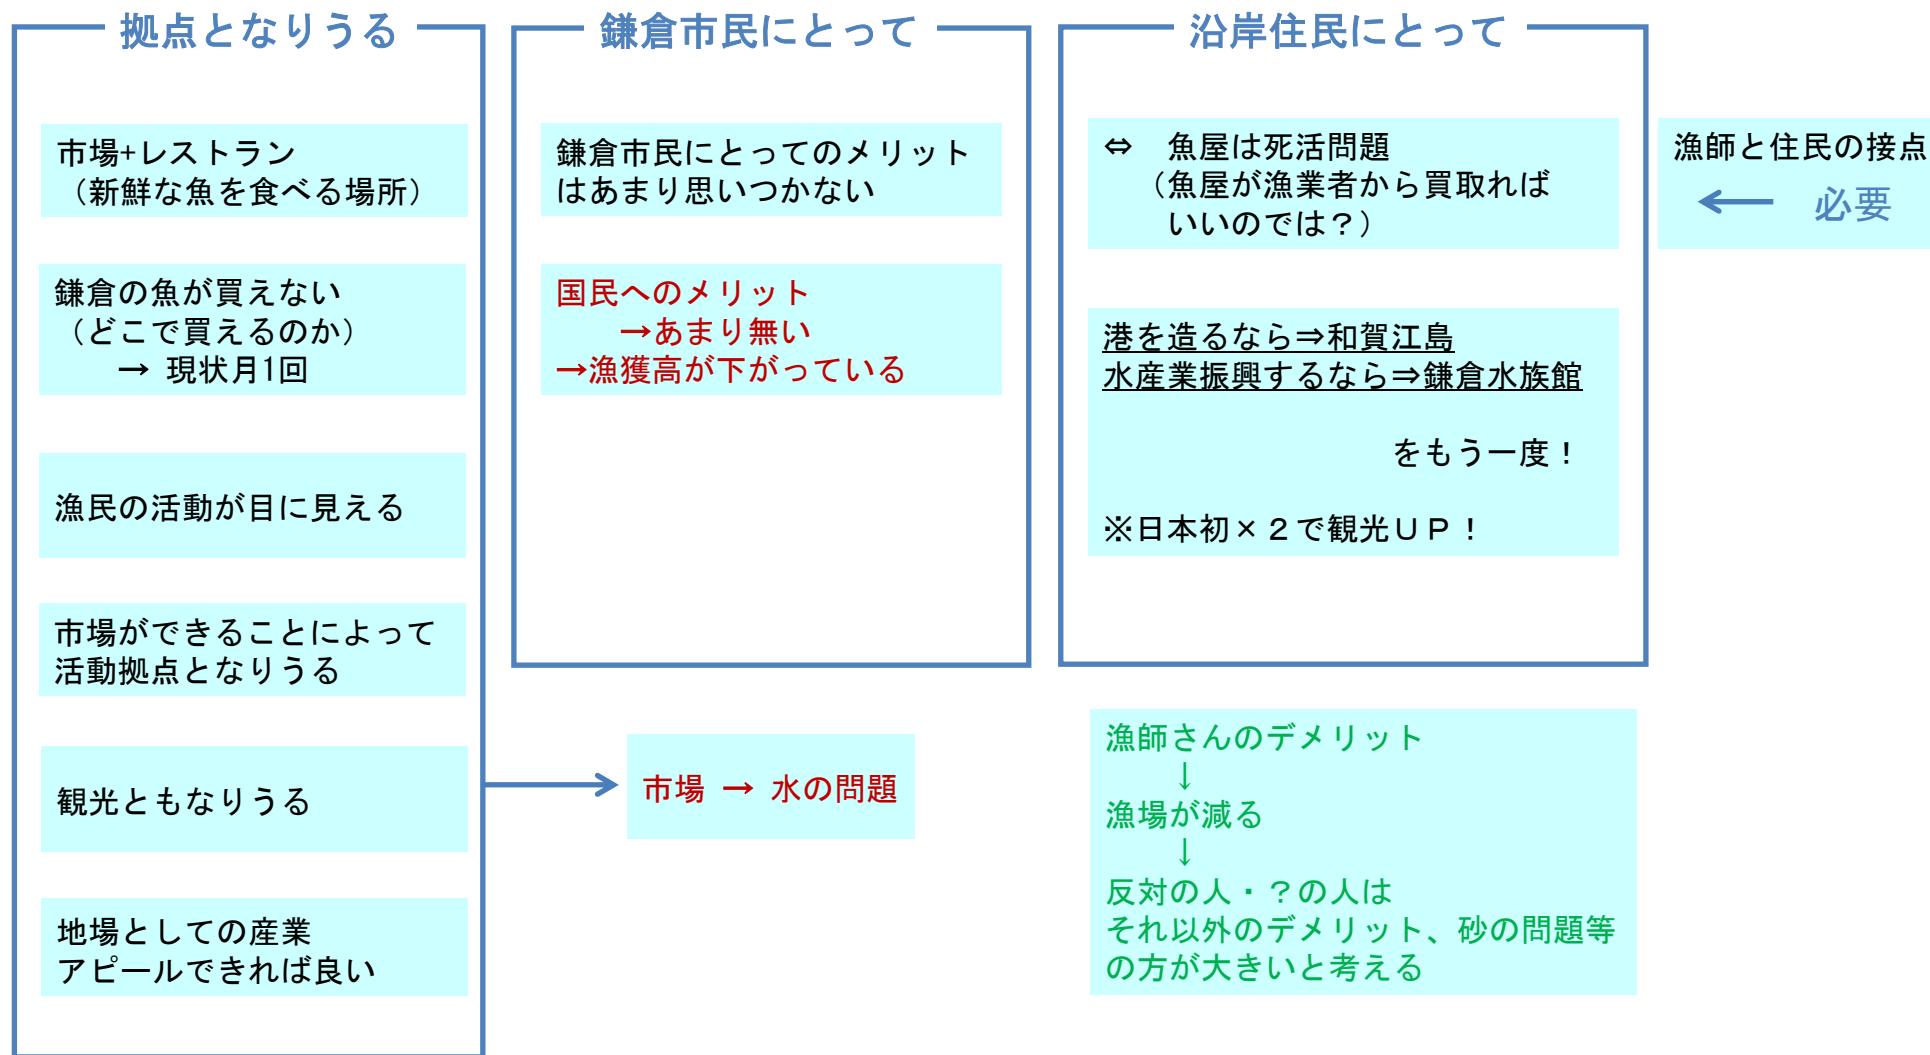 拠点となりうる
市場+レストラン
（新鮮な魚を食べる場所）
鎌倉の魚が買えない
（どこで買えるのか）
→ 現状月1回
漁民の活動が目に見える
市場ができることによって
活動拠点となりうる
観光ともなりうる
地場としての産業
アピールできれば良い
鎌倉市民にとって
鎌倉市民にとってのメリット
はあまり思いつかない
国民へのメリット
→あまり無い
→漁獲高が下がっている
市場 → 水の問題
沿岸住民にとって
⇔ 魚屋は死活問題
（魚屋が漁業者から買取れば
いいのでは？）
港を造るなら⇒和賀江島
水産業振興するなら⇒鎌倉水族館
をもう一度！
※日本初×２で観光ＵＰ！
漁師さんのデメリット
↓
漁場が減る
↓
反対の人・？の人は
それ以外のデメリット、砂の問題等
の方が大きいと考える
漁師と住民の接点
← 必要